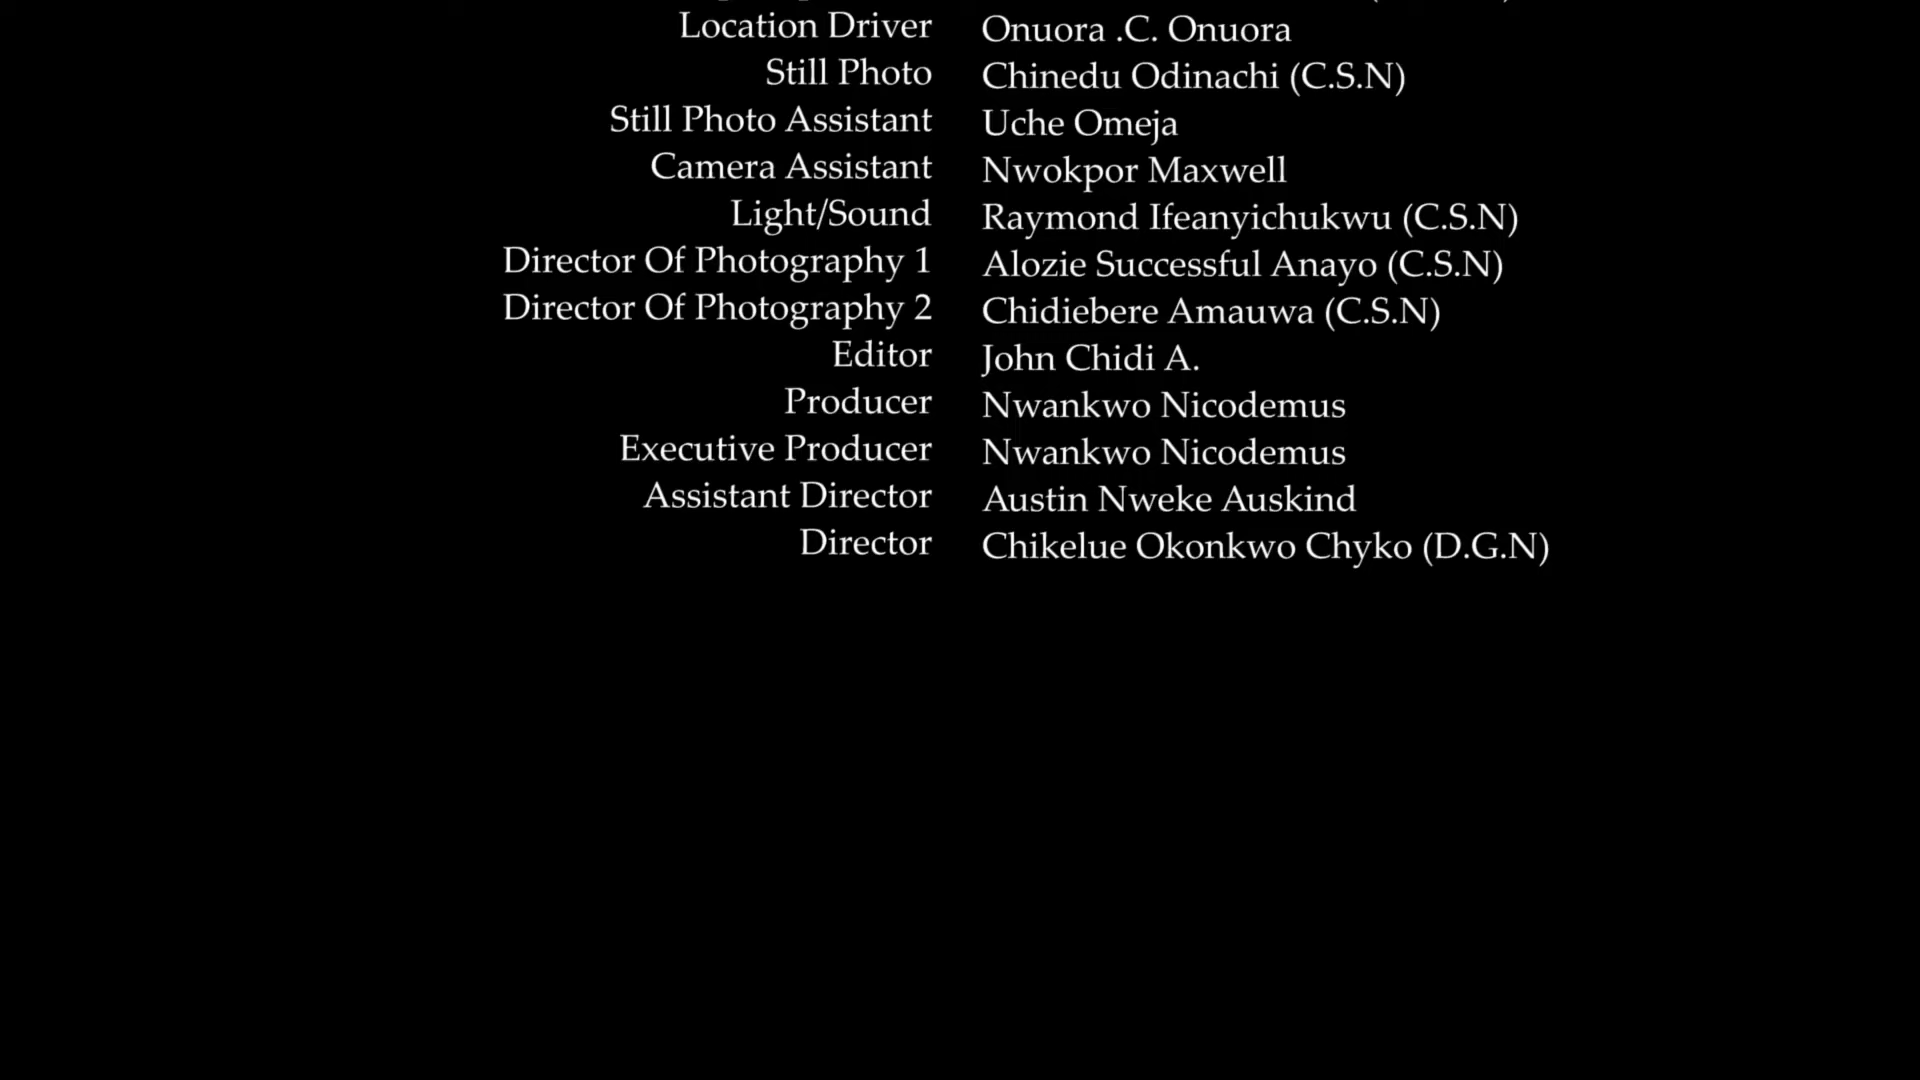 Location Driver Onuora .C. Onuora
Still Photo Chinedu Odinachi (C.S.N)
Still Photo Assistant Uche Omeja
Camera Assistant Nwokpor Maxwell
Light/Sound Raymond Ifeanyichukwu (C.S.N)
Director Of Photography 1 Alozie Successful Anayo (C.S.N)
Director Of Photography 2 Chidiebere Amauwa (C.S.N)
Editor John Chidi A.
Producer Nwankwo Nicodemus
Executive Producer Nwankwo Nicodemus
Assistant Director Austin Nweke Auskind
Director Chikelue Okonkwo Chyko (D.G.N)